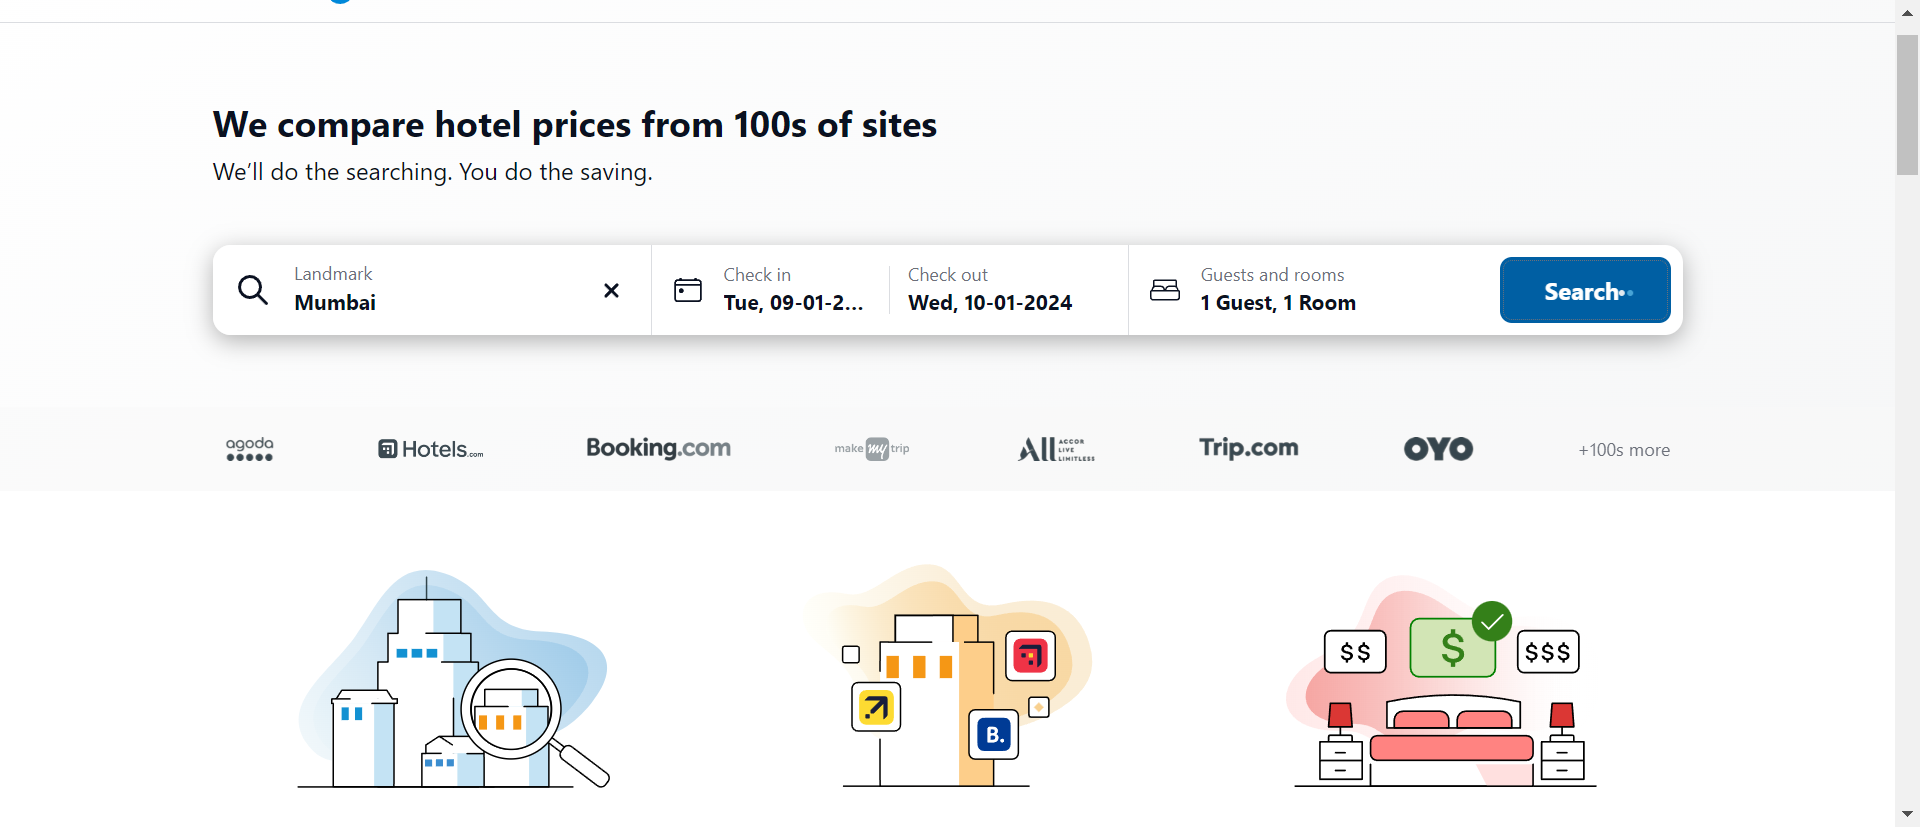 We compare hotel prices from 100s of sites
We’ll do the searching. You do the saving.
Landmark
Mumbai
Check in
Tue, 09-01-2...
Check out
Wed, 10-01-2024
Guests and rooms
1 Guest, 1 Room
Search
agoda
Hotels.com
Booking.com
make my trip
All ACCOR LIVE LIMITLESS
Trip.com
OYO
+100s more
B.
$$
$
$$$